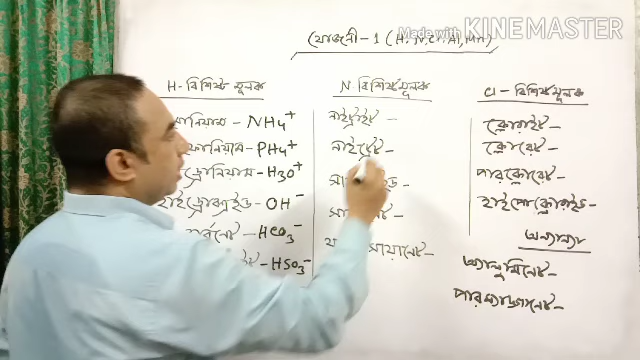 Made with KINEMASTER
যোজনী-1 (H, N, Cl, Al, Mn)
H-বিশিষ্ট মূলক
NH4+
PH4+
H3O+
হাইড্রোক্সাইড - OH-
HCO3-
HSO3-
N-বিশিষ্ট মূলক
নাইট্রাইট -
নাইট্রেট -
Cl-বিশিষ্ট মূলক
ক্লোরাইট -
ক্লোরেট -
পারক্লোরেট -
হাইপোক্লোরাইড -
অন্যান্য
অ্যালুমিনেট -
পারম্যাঙ্গানেট -